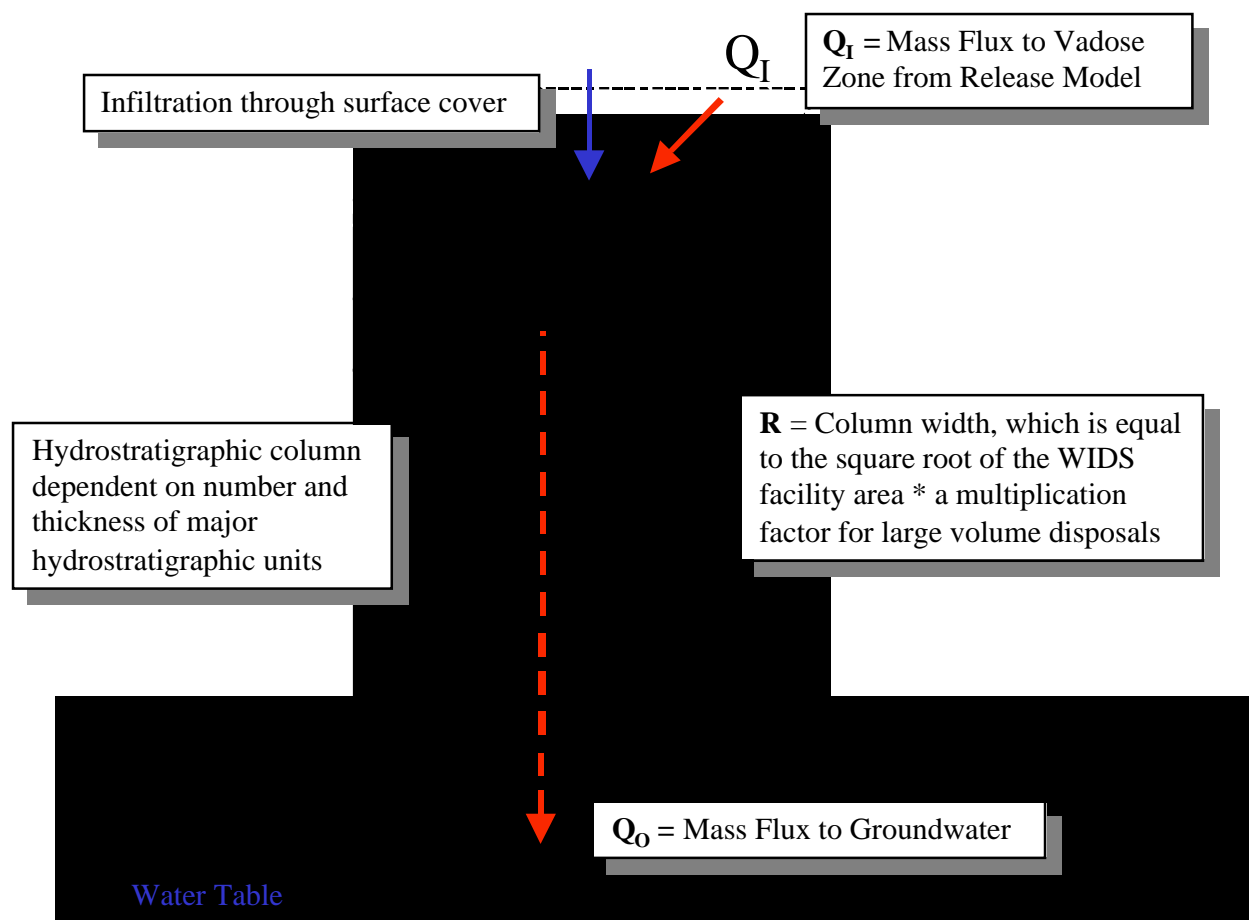 Q_I
Q_I = Mass Flux to Vadose
Zone from Release Model
Infiltration through surface cover
Hydrostratigraphic column
dependent on number and
thickness of major
hydrostratigraphic units
R = Column width, which is equal
to the square root of the WIDS
facility area * a multiplication
factor for large volume disposals
Q_O = Mass Flux to Groundwater
Water Table